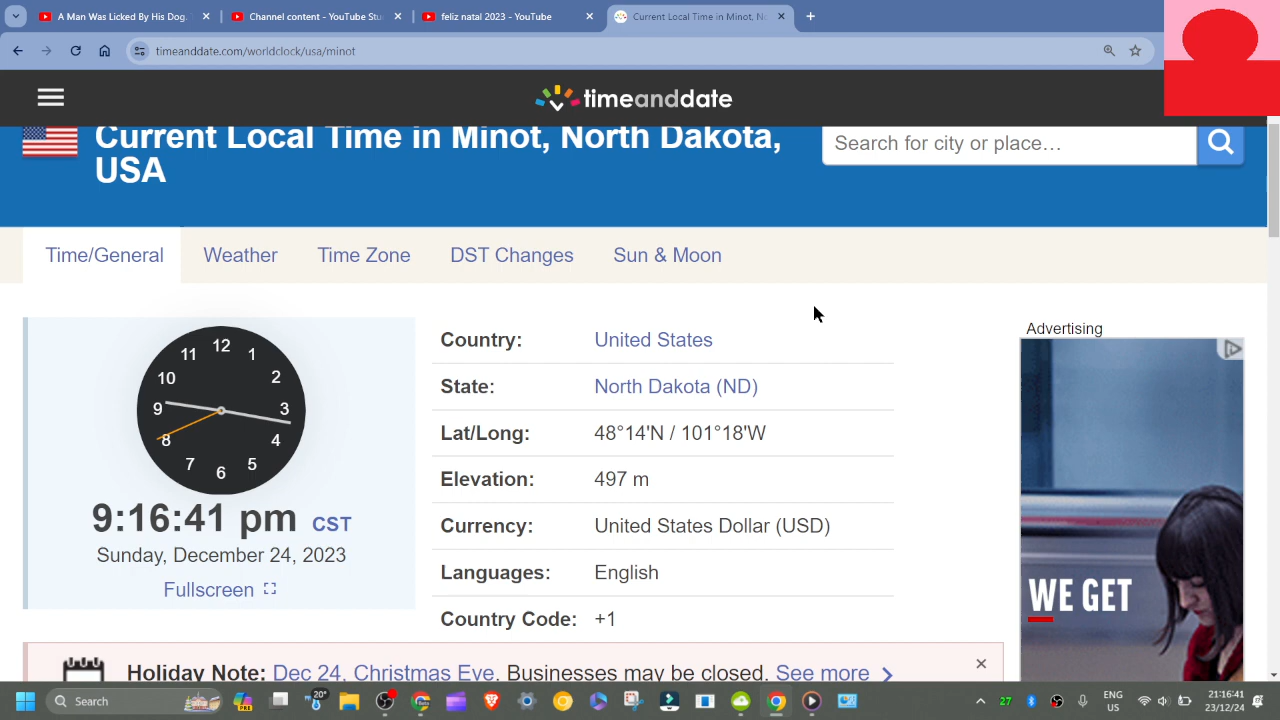 A Man Was Licked By His Dog.
Channel content - YouTube Stu
feliz natal 2023 - YouTube
Current Local Time in Minot, No
timeanddate.com/worldclock/usa/minot
timeanddate
Current Local Time in Minot, North Dakota,
USA
Search for city or place…
Time/General
Weather
Time Zone
DST Changes
Sun & Moon
12
11
1
10
2
9
3
8
4
7
5
6
9:16:41 pm CST
Sunday, December 24, 2023
Fullscreen
Country: United States
State: North Dakota (ND)
Lat/Long: 48°14'N / 101°18'W
Elevation: 497 m
Currency: United States Dollar (USD)
Languages: English
Country Code: +1
Advertising
WE GET
Holiday Note: Dec 24, Christmas Eve. Businesses may be closed. See more
Search
PRE
20°
Beta
27
ENG
US
21:16:41
23/12/24